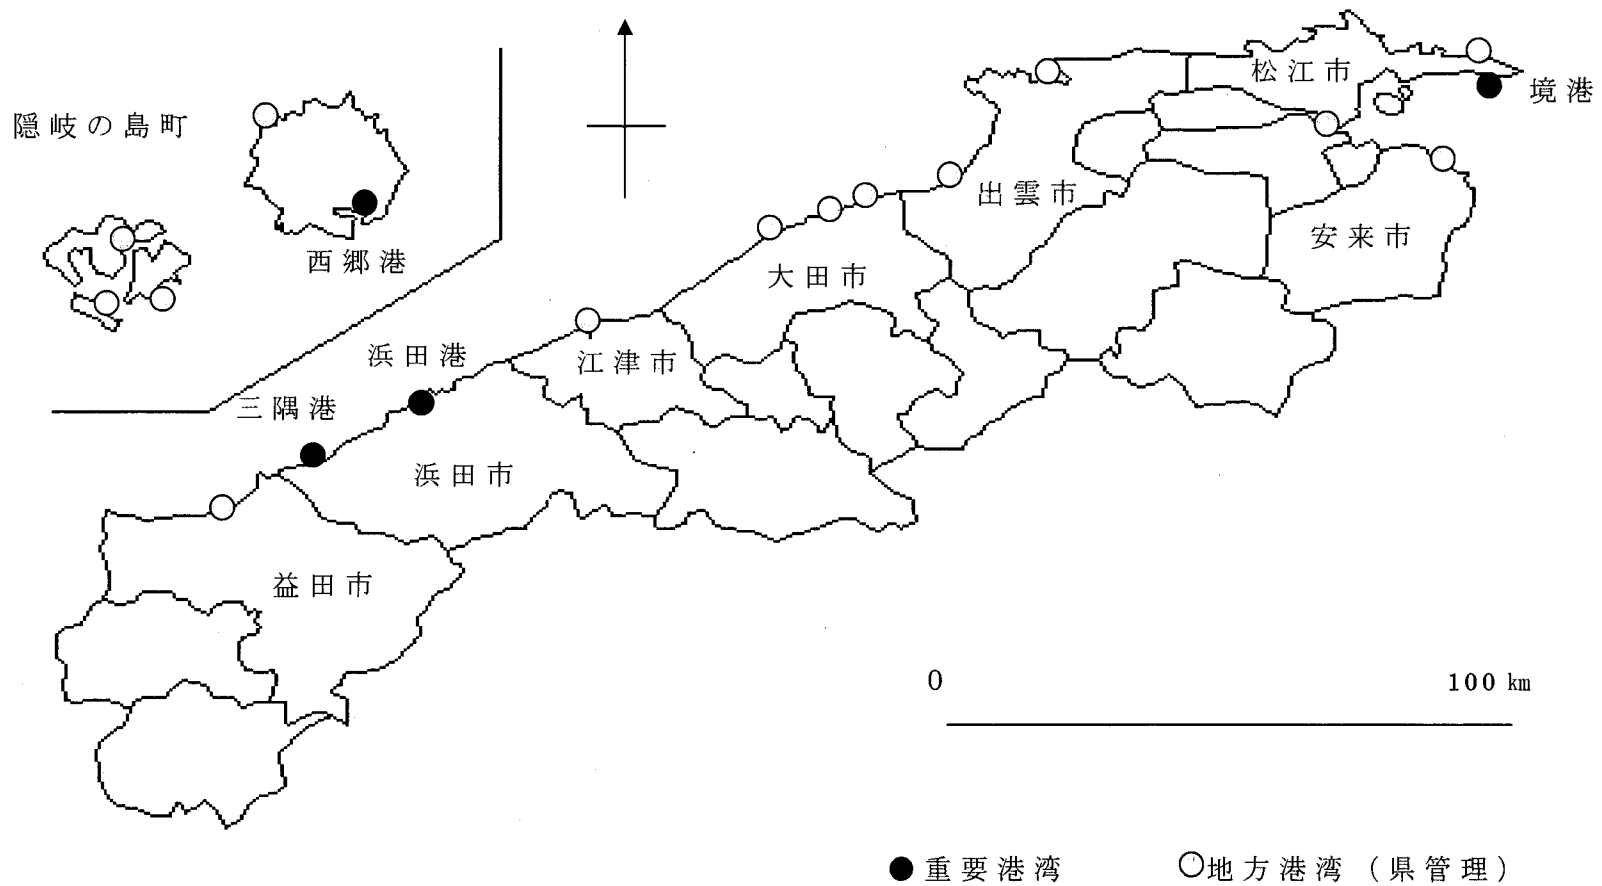 松江市
境港
隠岐の島町
出雲市
安来市
西郷港
大田市
浜田港
江津市
三隅港
浜田市
益田市
0
100 km
重要港湾
地方港湾（県管理）